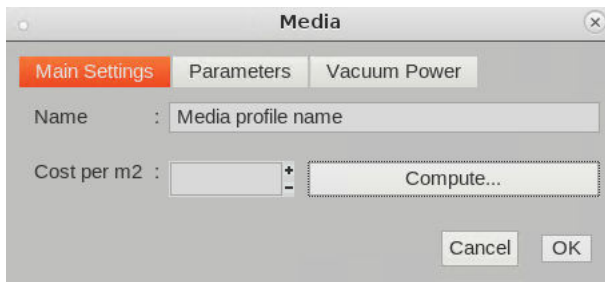 Media
Main Settings Parameters Vacuum Power
Name : Media profile name
Cost per m2 : + Compute...
-
Cancel OK